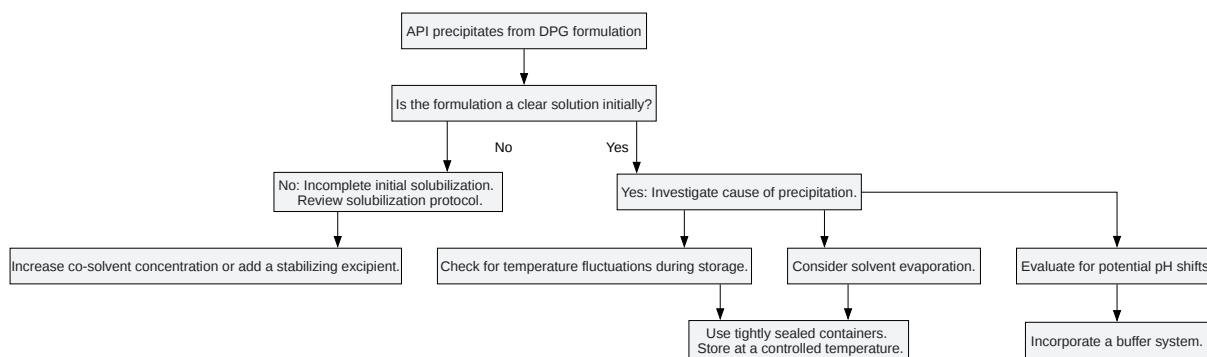 API precipitates from DPG formulation
Is the formulation a clear solution initially?
No
Yes
No: Incomplete initial solubilization.
Review solubilization protocol.
Yes: Investigate cause of precipitation.
Increase co-solvent concentration or add a stabilizing excipient.
Check for temperature fluctuations during storage.
Consider solvent evaporation.
Evaluate for potential pH shifts
Use tightly sealed containers.
Store at a controlled temperature.
Incorporate a buffer system.